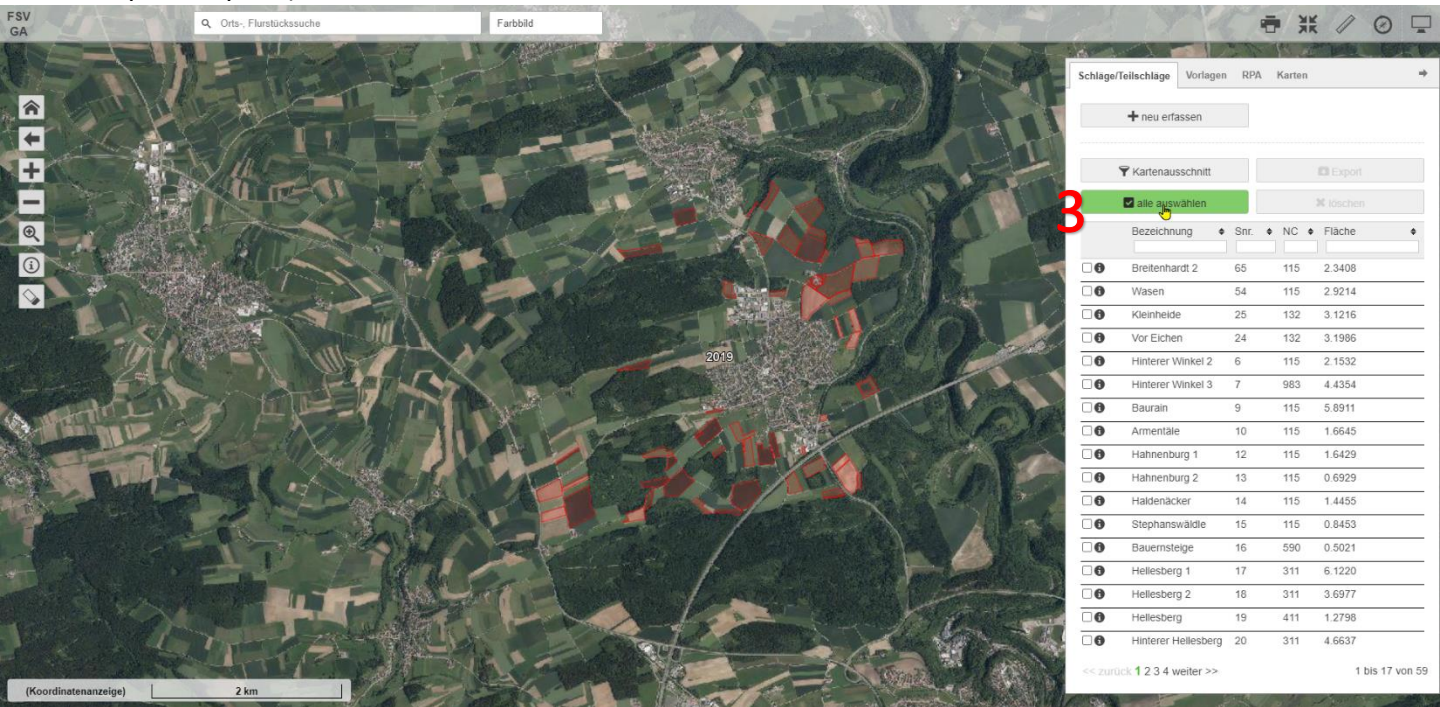 FSV
GA
Orts-, Flurstückssuche
Farbbild
Schläge/Teilschläge Vorlagen RPA Karten
neu erfassen
Kartenausschnitt Export
3
alle auswählen löschen
Bezeichnung Snr. NC Fläche
Breitenhardt 2 65 115 2.3408
Wasen 54 115 2.9214
Kleinheide 25 132 3.1216
Vor Eichen 24 132 3.1986
Hinterer Winkel 2 6 115 2.1532
Hinterer Winkel 3 7 983 4.4354
Baurain 9 115 5.8911
Armentäle 10 115 1.6645
Hahnenburg 1 12 115 1.6429
Hahnenburg 2 13 115 0.6929
Haldenäcker 14 115 1.4455
Stephanswäldle 15 115 0.8453
Bauernsteige 16 590 0.5021
Hellesberg 1 17 311 6.1220
Hellesberg 2 18 311 3.6977
Hellesberg 19 411 1.2798
Hinterer Hellesberg 20 311 4.6637
<< zurück 1 2 3 4 weiter >> 1 bis 17 von 59
2019
(Koordinatenanzeige) 2 km